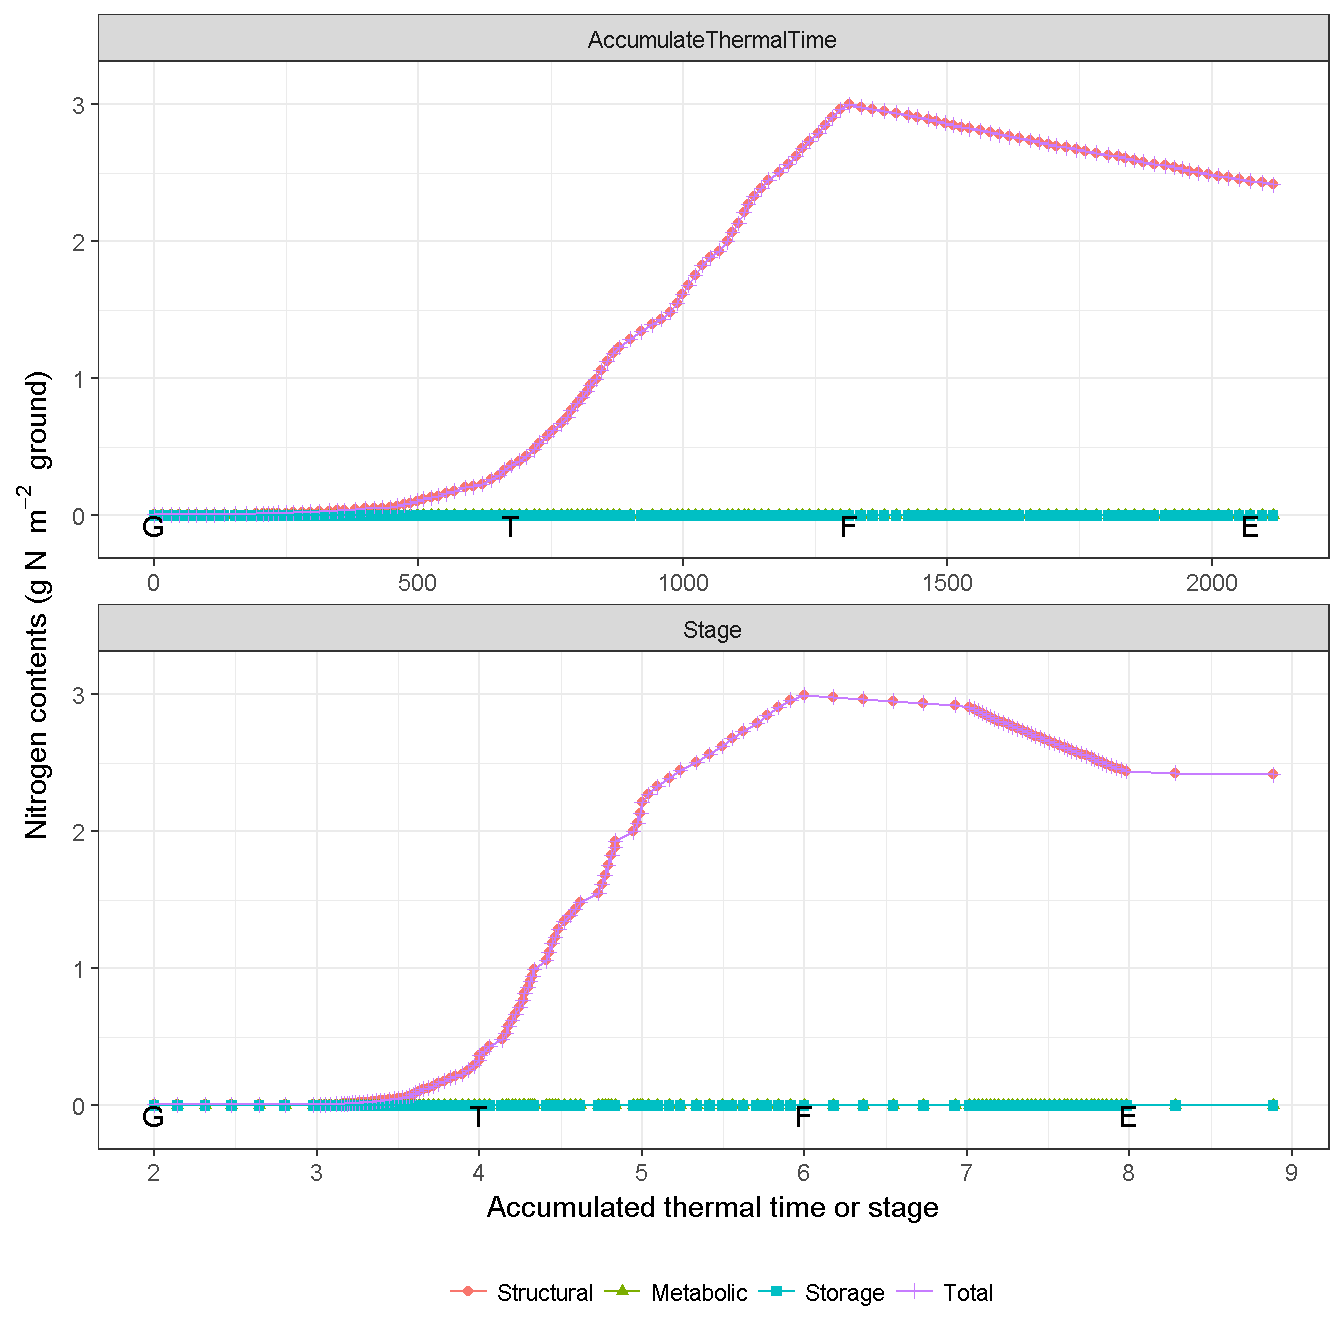 AccumulateThermalTime
3
2
1
0
G T F E
0 500 1000 1500 2000
Stage
3
2
1
0
G T F E
2 3 4 5 6 7 8 9
Nitrogen contents (g N m⁻² ground)
Accumulated thermal time or stage
Structural Metabolic Storage Total